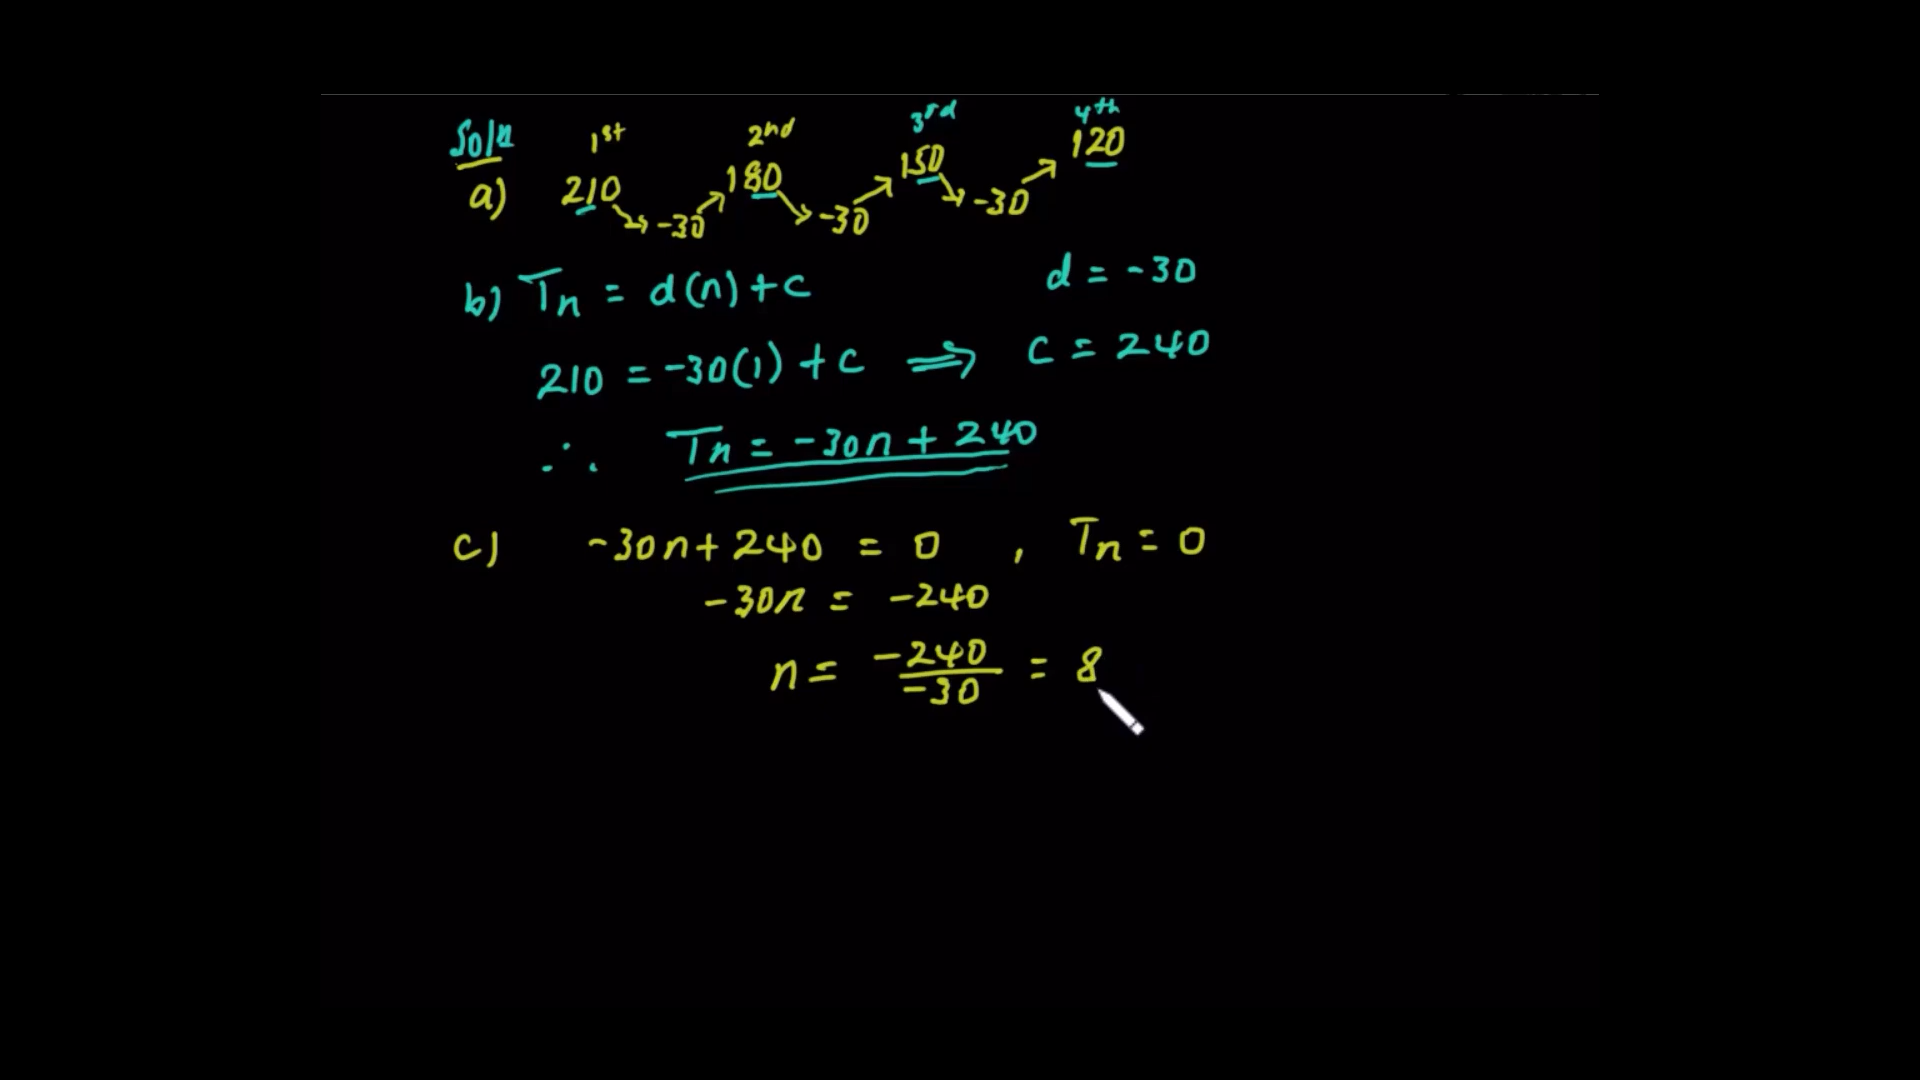 Soln 1st 2nd 3rd 4th
a) 210 → -30 → 180 → -30 → 150 → -30 → 120
b) Tn = d(n) + c d = -30
210 = -30(1) + c ⟹ c = 240
∴ Tn = -30n + 240
c) -30n + 240 = 0 , Tn = 0
-30n = -240
n = -240/-30 = 8